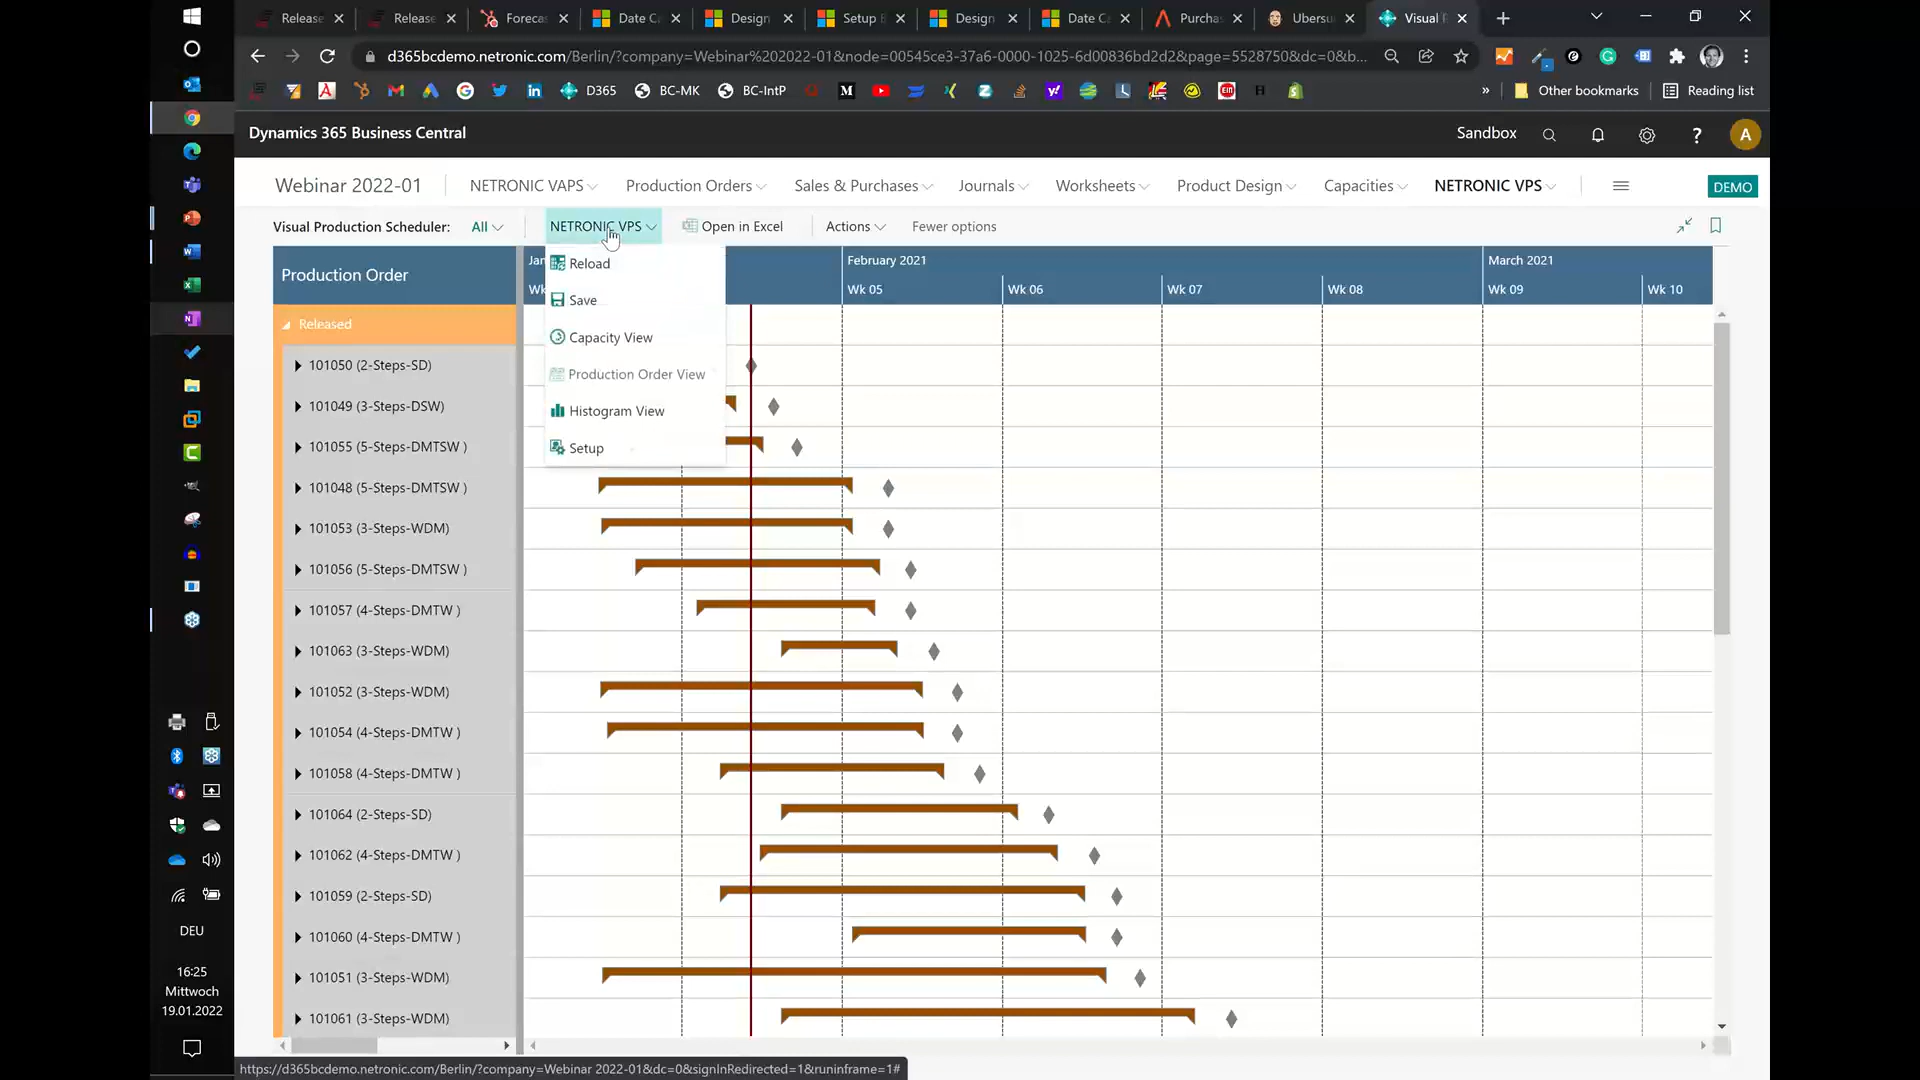 Release
Release
Forecas
Date Ca
Design
Setup E
Design
Date Ca
Purcha
Ubersu
Visual
d365bcdemo.netronic.com/Berlin/?company=Webinar%202022-01&node=00545ce3-37a6-0000-1025-6d00836bd2d2&page=5528750&dc=0&b...
D365
BC-MK
BC-IntP
»
Other bookmarks
Reading list
Dynamics 365 Business Central
Sandbox
?
A
Webinar 2022-01
NETRONIC VAPS
Production Orders
Sales & Purchases
Journals
Worksheets
Product Design
Capacities
NETRONIC VPS
DEMO
Visual Production Scheduler:
All
NETRONIC VPS
Open in Excel
Actions
Fewer options
Reload
Save
Capacity View
Production Order View
Histogram View
Setup
Production Order
Jan
February 2021
March 2021
Wk
Wk 05
Wk 06
Wk 07
Wk 08
Wk 09
Wk 10
Released
101050 (2-Steps-SD)
101049 (3-Steps-DSW)
101055 (5-Steps-DMTSW )
101048 (5-Steps-DMTSW )
101053 (3-Steps-WDM)
101056 (5-Steps-DMTSW )
101057 (4-Steps-DMTW )
101063 (3-Steps-WDM)
101052 (3-Steps-WDM)
101054 (4-Steps-DMTW )
101058 (4-Steps-DMTW )
101064 (2-Steps-SD)
101062 (4-Steps-DMTW )
101059 (2-Steps-SD)
101060 (4-Steps-DMTW )
101051 (3-Steps-WDM)
101061 (3-Steps-WDM)
DEU
16:25
Mittwoch
19.01.2022
https://d365bcdemo.netronic.com/Berlin/?company=Webinar 2022-01&dc=0&signInRedirected=1&runinframe=1#